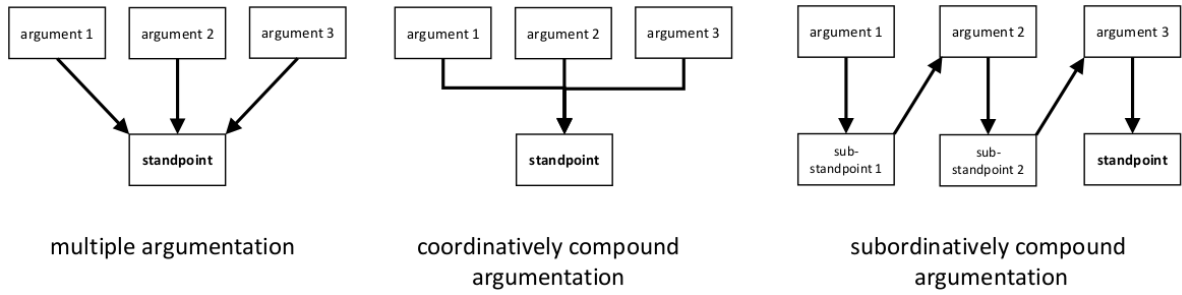 argument 1
argument 2
argument 3
standpoint
multiple argumentation
argument 1
argument 2
argument 3
standpoint
coordinatively compound
argumentation
argument 1
argument 2
argument 3
sub-
standpoint 1
sub-
standpoint 2
standpoint
subordinatively compound
argumentation